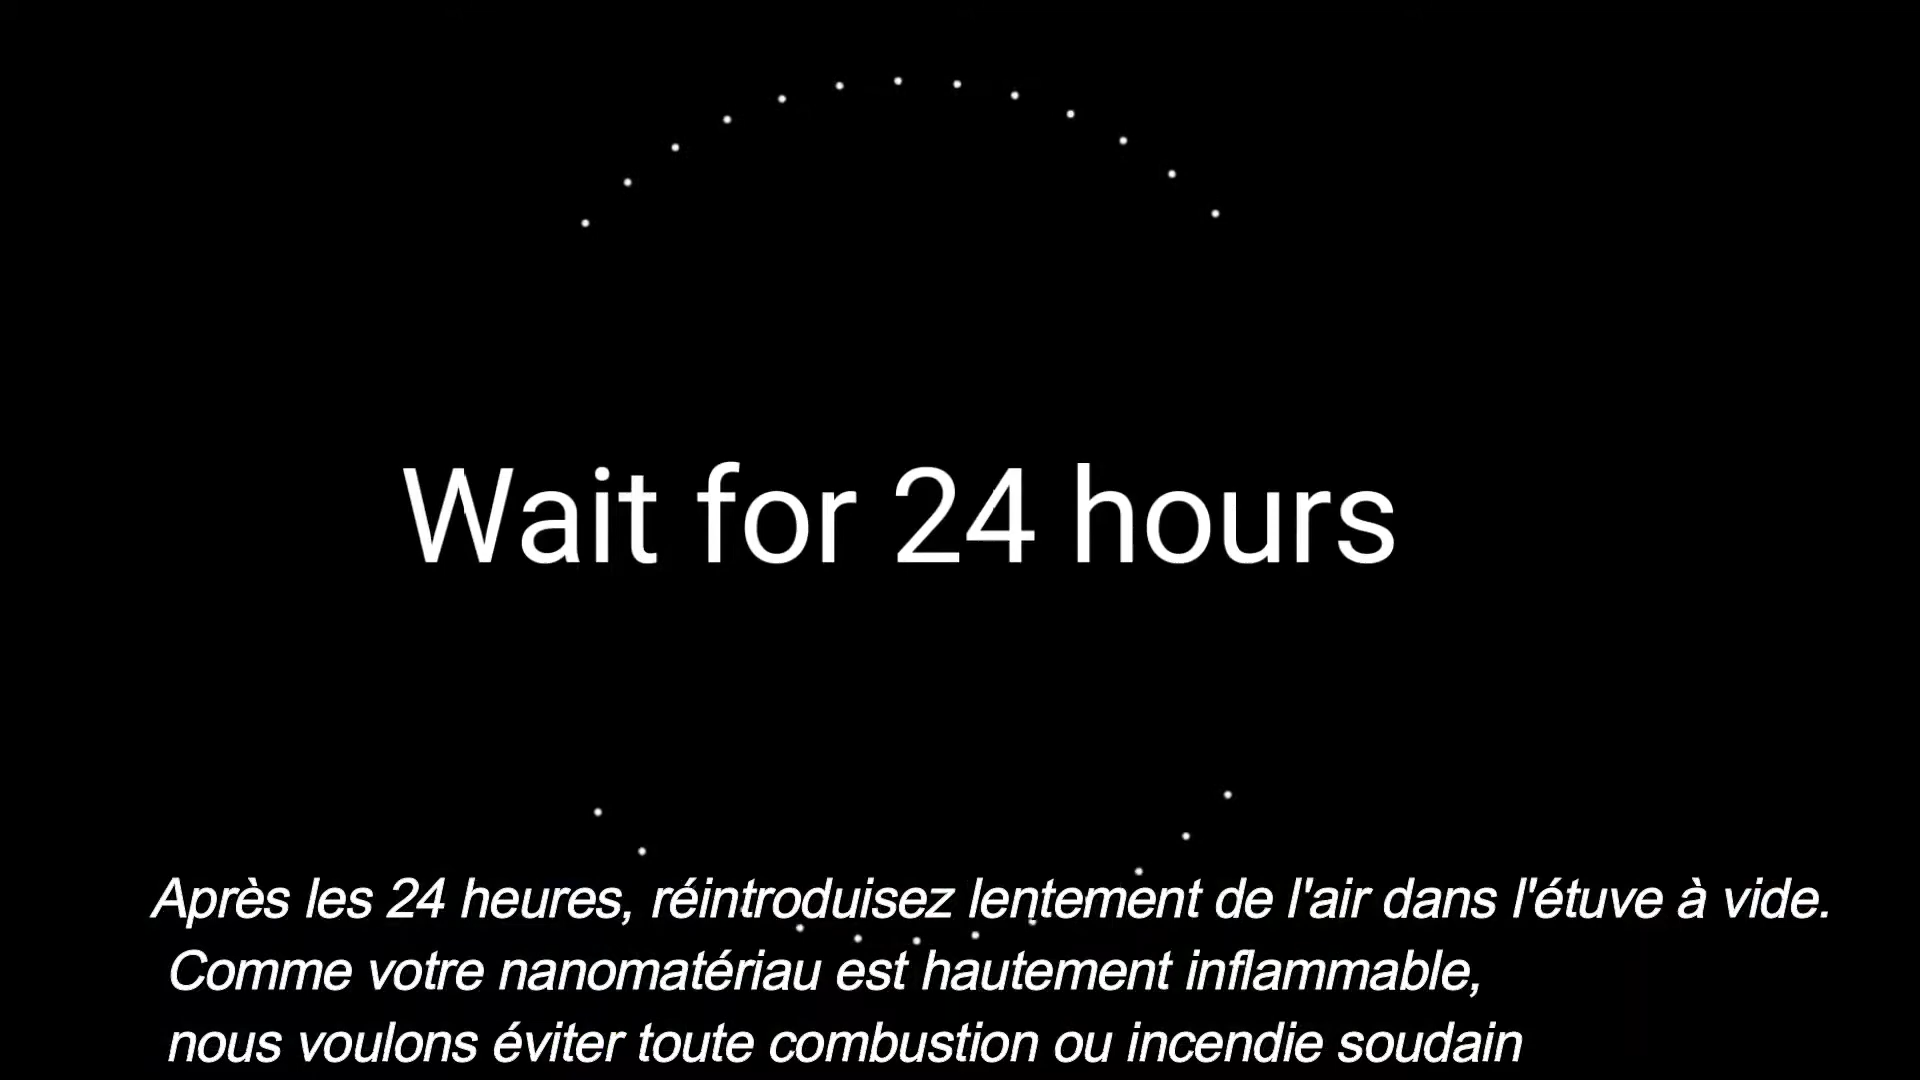 Wait for 24 hours
Après les 24 heures, réintroduisez lentement de l'air dans l'étuve à vide.
Comme votre nanomatériau est hautement inflammable,
nous voulons éviter toute combustion ou incendie soudain